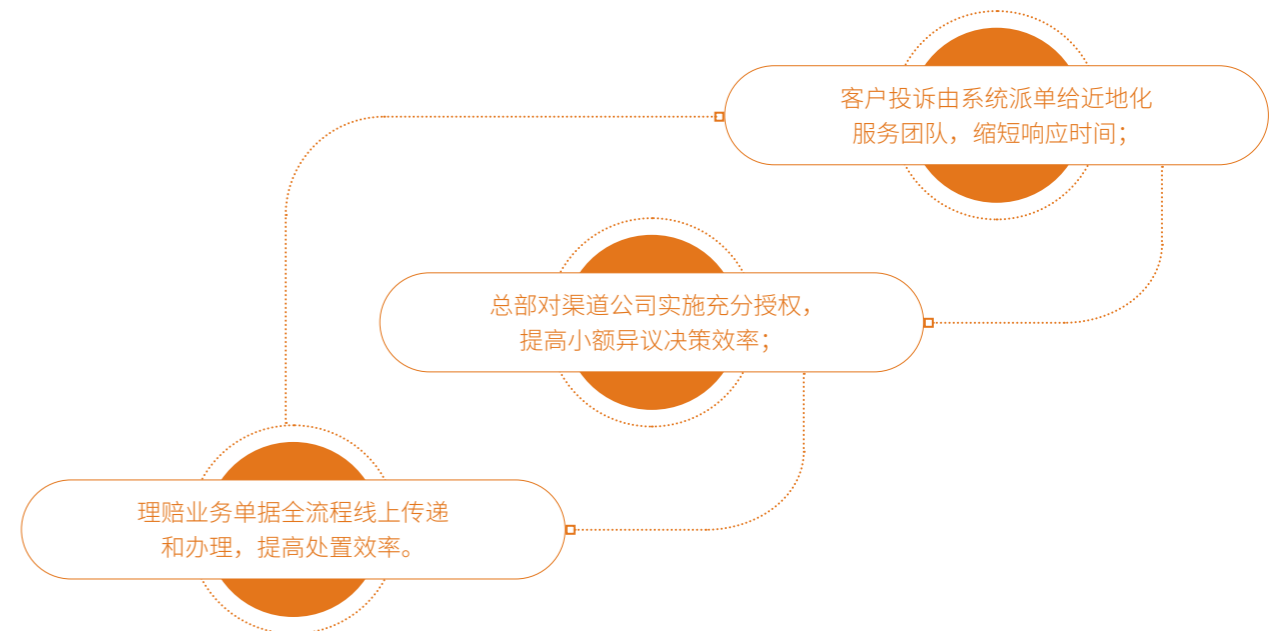 客户投诉由系统派单给近地化
服务团队，缩短响应时间；
总部对渠道公司实施充分授权，
提高小额异议决策效率；
理赔业务单据全流程线上传递
和办理，提高处置效率。